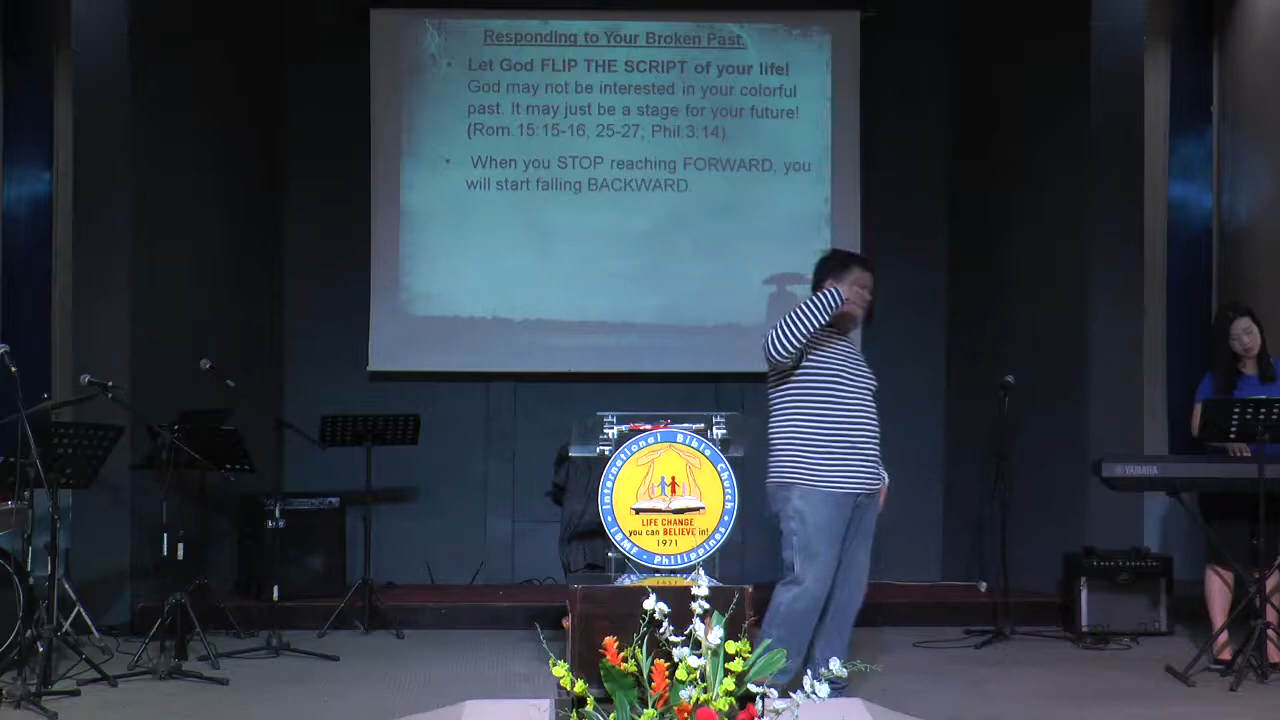 Responding to Your Broken Past.
• Let God FLIP THE SCRIPT of your life!
God may not be interested in your colorful
past. It may just be a stage for your future!
(Rom.15:15-16, 25-27; Phil.3:14)
• When you STOP reaching FORWARD, you
will start falling BACKWARD.
International Bible Church
LIFE CHANGE
you can BELIEVE in!
1971
IBMF - Philippines
YAMAHA